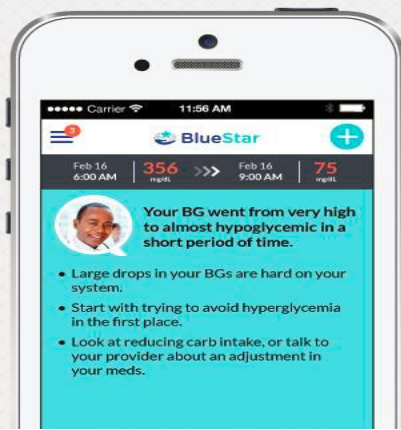 Carrier 11:56 AM
3
BlueStar
Feb 16 356 >>> Feb 16 75
6:00 AM mg/dL 9:00 AM mg/dL
Your BG went from very high
to almost hypoglycemic in a
short period of time.
• Large drops in your BGs are hard on your
system.
• Start with trying to avoid hyperglycemia
in the first place.
• Look at reducing carb intake, or talk to
your provider about an adjustment in
your meds.